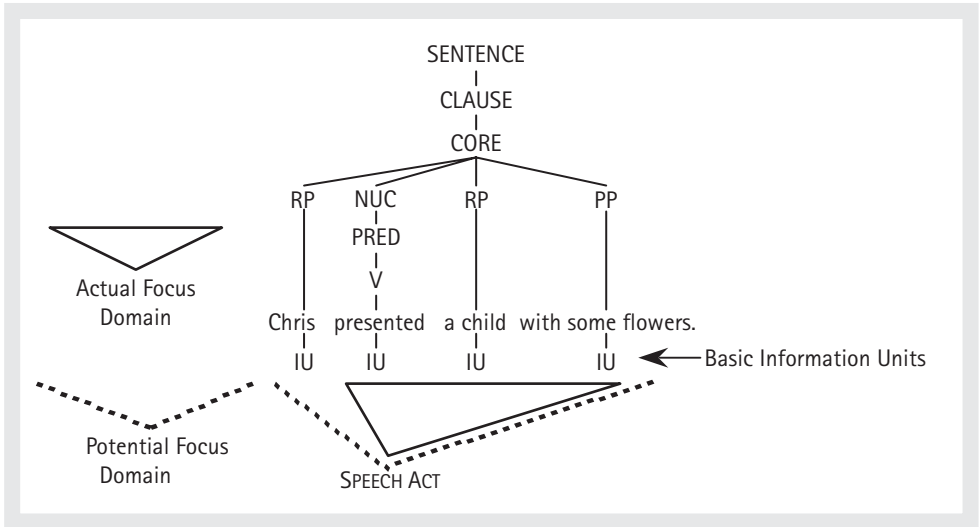 SENTENCE
CLAUSE
CORE
RP NUC RP PP
PRED
V
Actual Focus
Domain
Chris presented a child with some flowers.
IU IU IU IU Basic Information Units
Potential Focus
Domain
SPEECH ACT